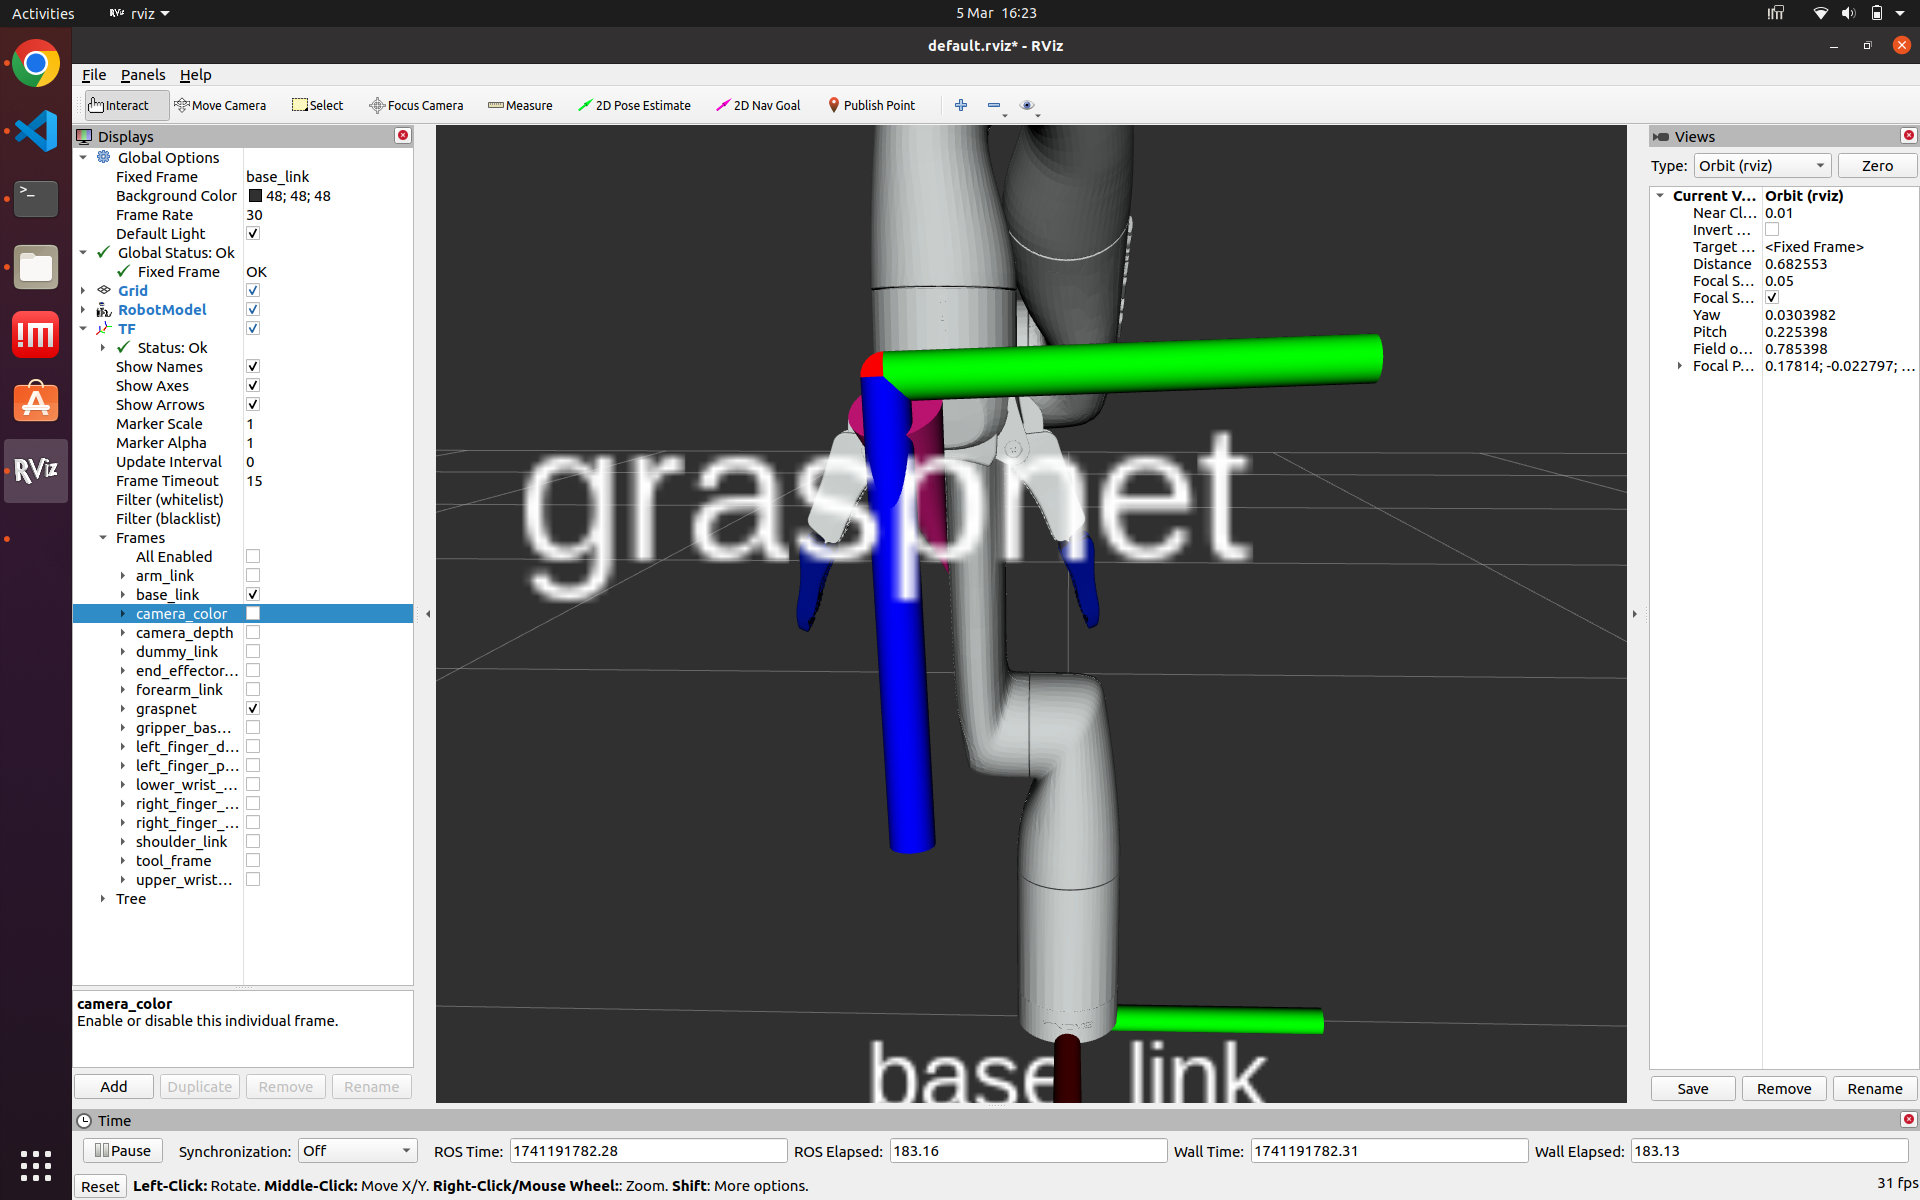 Activities rviz 5 Mar 16:23
default.rviz* - RViz
File Panels Help
Interact Move Camera Select Focus Camera Measure 2D Pose Estimate 2D Nav Goal Publish Point
Displays
Global Options
Fixed Frame base_link
Background Color 48; 48; 48
Frame Rate 30
Default Light
Global Status: Ok
Fixed Frame OK
Grid
RobotModel
TF
Status: Ok
Show Names
Show Axes
Show Arrows
Marker Scale 1
Marker Alpha 1
Update Interval 0
Frame Timeout 15
Filter (whitelist)
Filter (blacklist)
Frames
All Enabled
arm_link
base_link
camera_color
camera_depth
dummy_link
end_effector...
forearm_link
graspnet
gripper_bas...
left_finger_d...
left_finger_p...
lower_wrist_...
right_finger_...
right_finger_...
shoulder_link
tool_frame
upper_wrist...
Tree
camera_color
Enable or disable this individual frame.
Add Duplicate Remove Rename
graspnet
base_link
Views
Type: Orbit (rviz) Zero
Current V... Orbit (rviz)
Near Cl... 0.01
Invert ...
Target ... <Fixed Frame>
Distance 0.682553
Focal S... 0.05
Focal S...
Yaw 0.0303982
Pitch 0.225398
Field o... 0.785398
Focal P... 0.17814; -0.022797; ...
Save Remove Rename
Time
Pause Synchronization: Off ROS Time: 1741191782.28 ROS Elapsed: 183.16 Wall Time: 1741191782.31 Wall Elapsed: 183.13
Reset Left-Click: Rotate. Middle-Click: Move X/Y. Right-Click/Mouse Wheel:: Zoom. Shift: More options. 31 fps
RViz